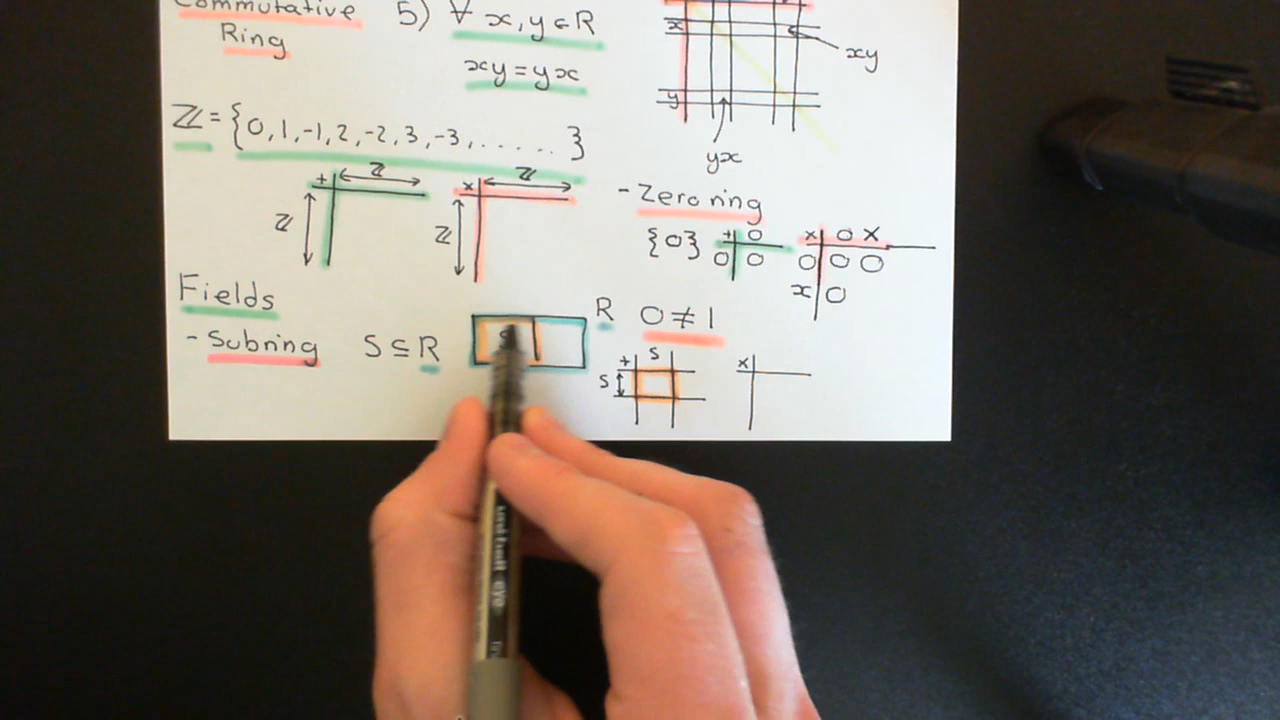 Commutative
Ring
5) ∀ x, y ∈ R
xy = yx
x
y
xy
yx
ℤ = {0, 1, -1, 2, -2, 3, -3, ...... }
+ ℤ
ℤ
× ℤ
ℤ
- Zero ring
{0}
+ 0
0 0
× 0 x
0 0 0
x 0
Fields
- Subring S ⊆ R
S
R
0 ≠ 1
+ S
S
×